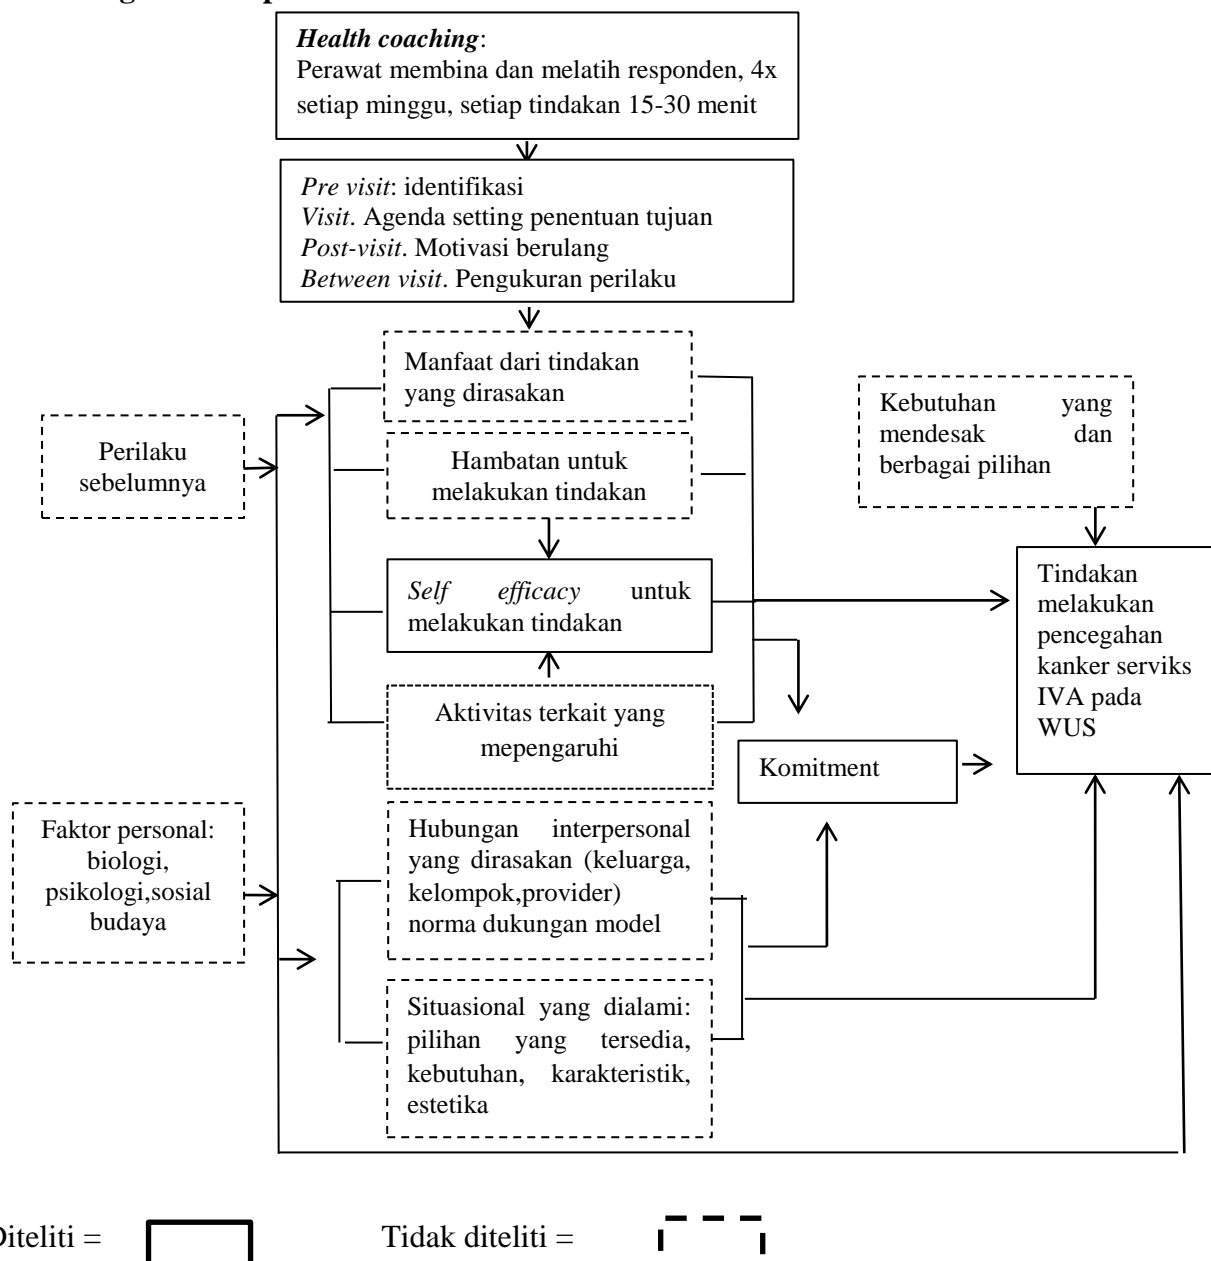 Health coaching:
Perawat membina dan melatih responden, 4x
setiap minggu, setiap tindakan 15-30 menit
Pre visit: identifikasi
Visit. Agenda setting penentuan tujuan
Post-visit. Motivasi berulang
Between visit. Pengukuran perilaku
Manfaat dari tindakan
yang dirasakan
Kebutuhan yang
mendesak dan
berbagai pilihan
Perilaku
sebelumnya
Hambatan untuk
melakukan tindakan
Self efficacy untuk
melakukan tindakan
Tindakan
melakukan
pencegahan
kanker serviks
IVA pada
WUS
Aktivitas terkait yang
mepengaruhi
Komitment
Faktor personal:
biologi,
psikologi,sosial
budaya
Hubungan interpersonal
yang dirasakan (keluarga,
kelompok,provider)
norma dukungan model
Situasional yang dialami:
pilihan yang tersedia,
kebutuhan, karakteristik,
estetika
Diteliti =
Tidak diteliti =